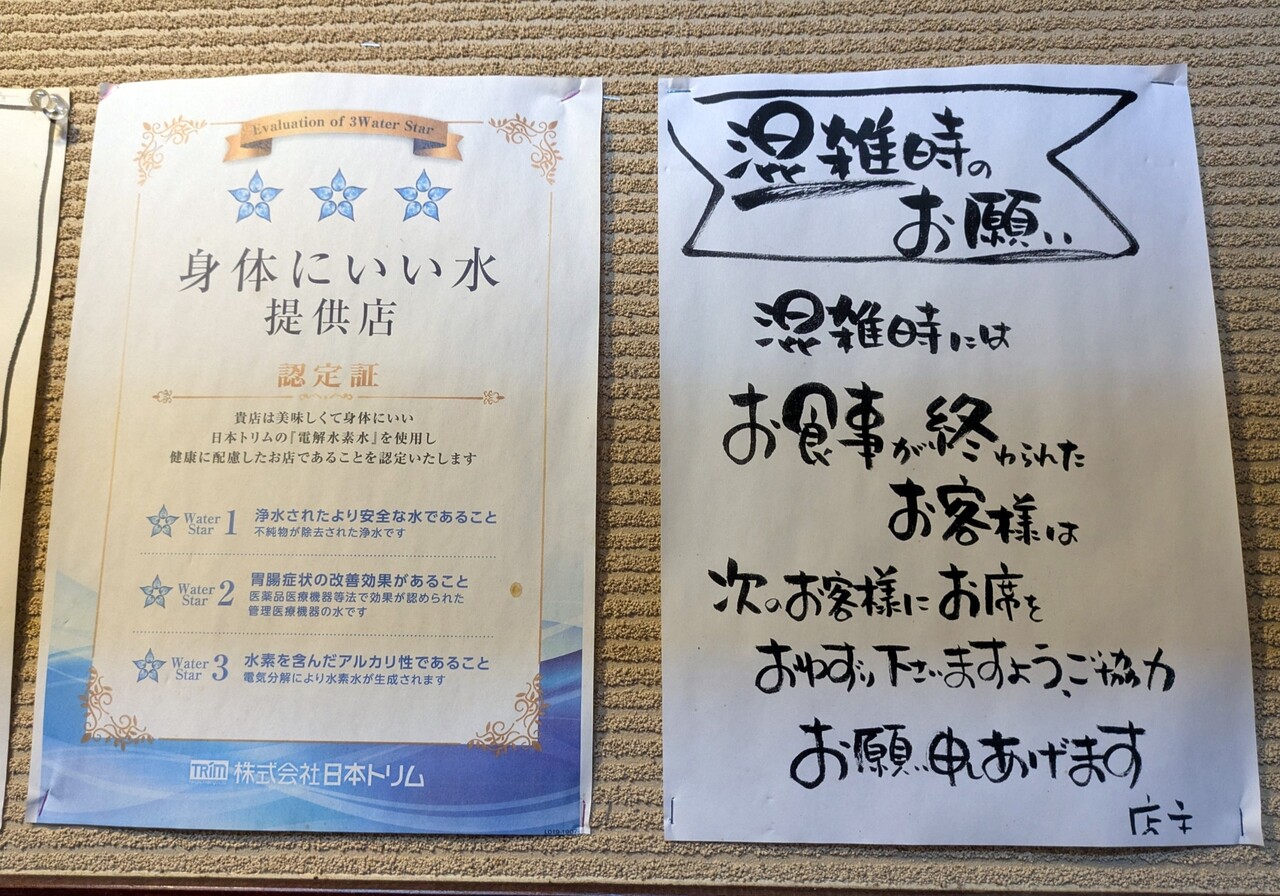 Evaluation of 3Water Star
身体にいい水
提供店
認定証
貴店は美味しくて身体にいい
日本トリムの『電解水素水』を使用し
健康に配慮したお店であることを認定いたします
Water Star 1
浄水されたより安全な水であること
不純物が除去された浄水です
Water Star 2
胃腸症状の改善効果があること
医薬品医療機器等法で効果が認められた
管理医療機器の水です
Water Star 3
水素を含んだアルカリ性であること
電気分解により水素水が生成されます
TRIM 株式会社日本トリム
混雑時の
お願い
混雑時には
お食事が終わられた
お客様は
次のお客様にお席を
おゆずり下さいますよう、ご協力
お願い申しあげます
店主